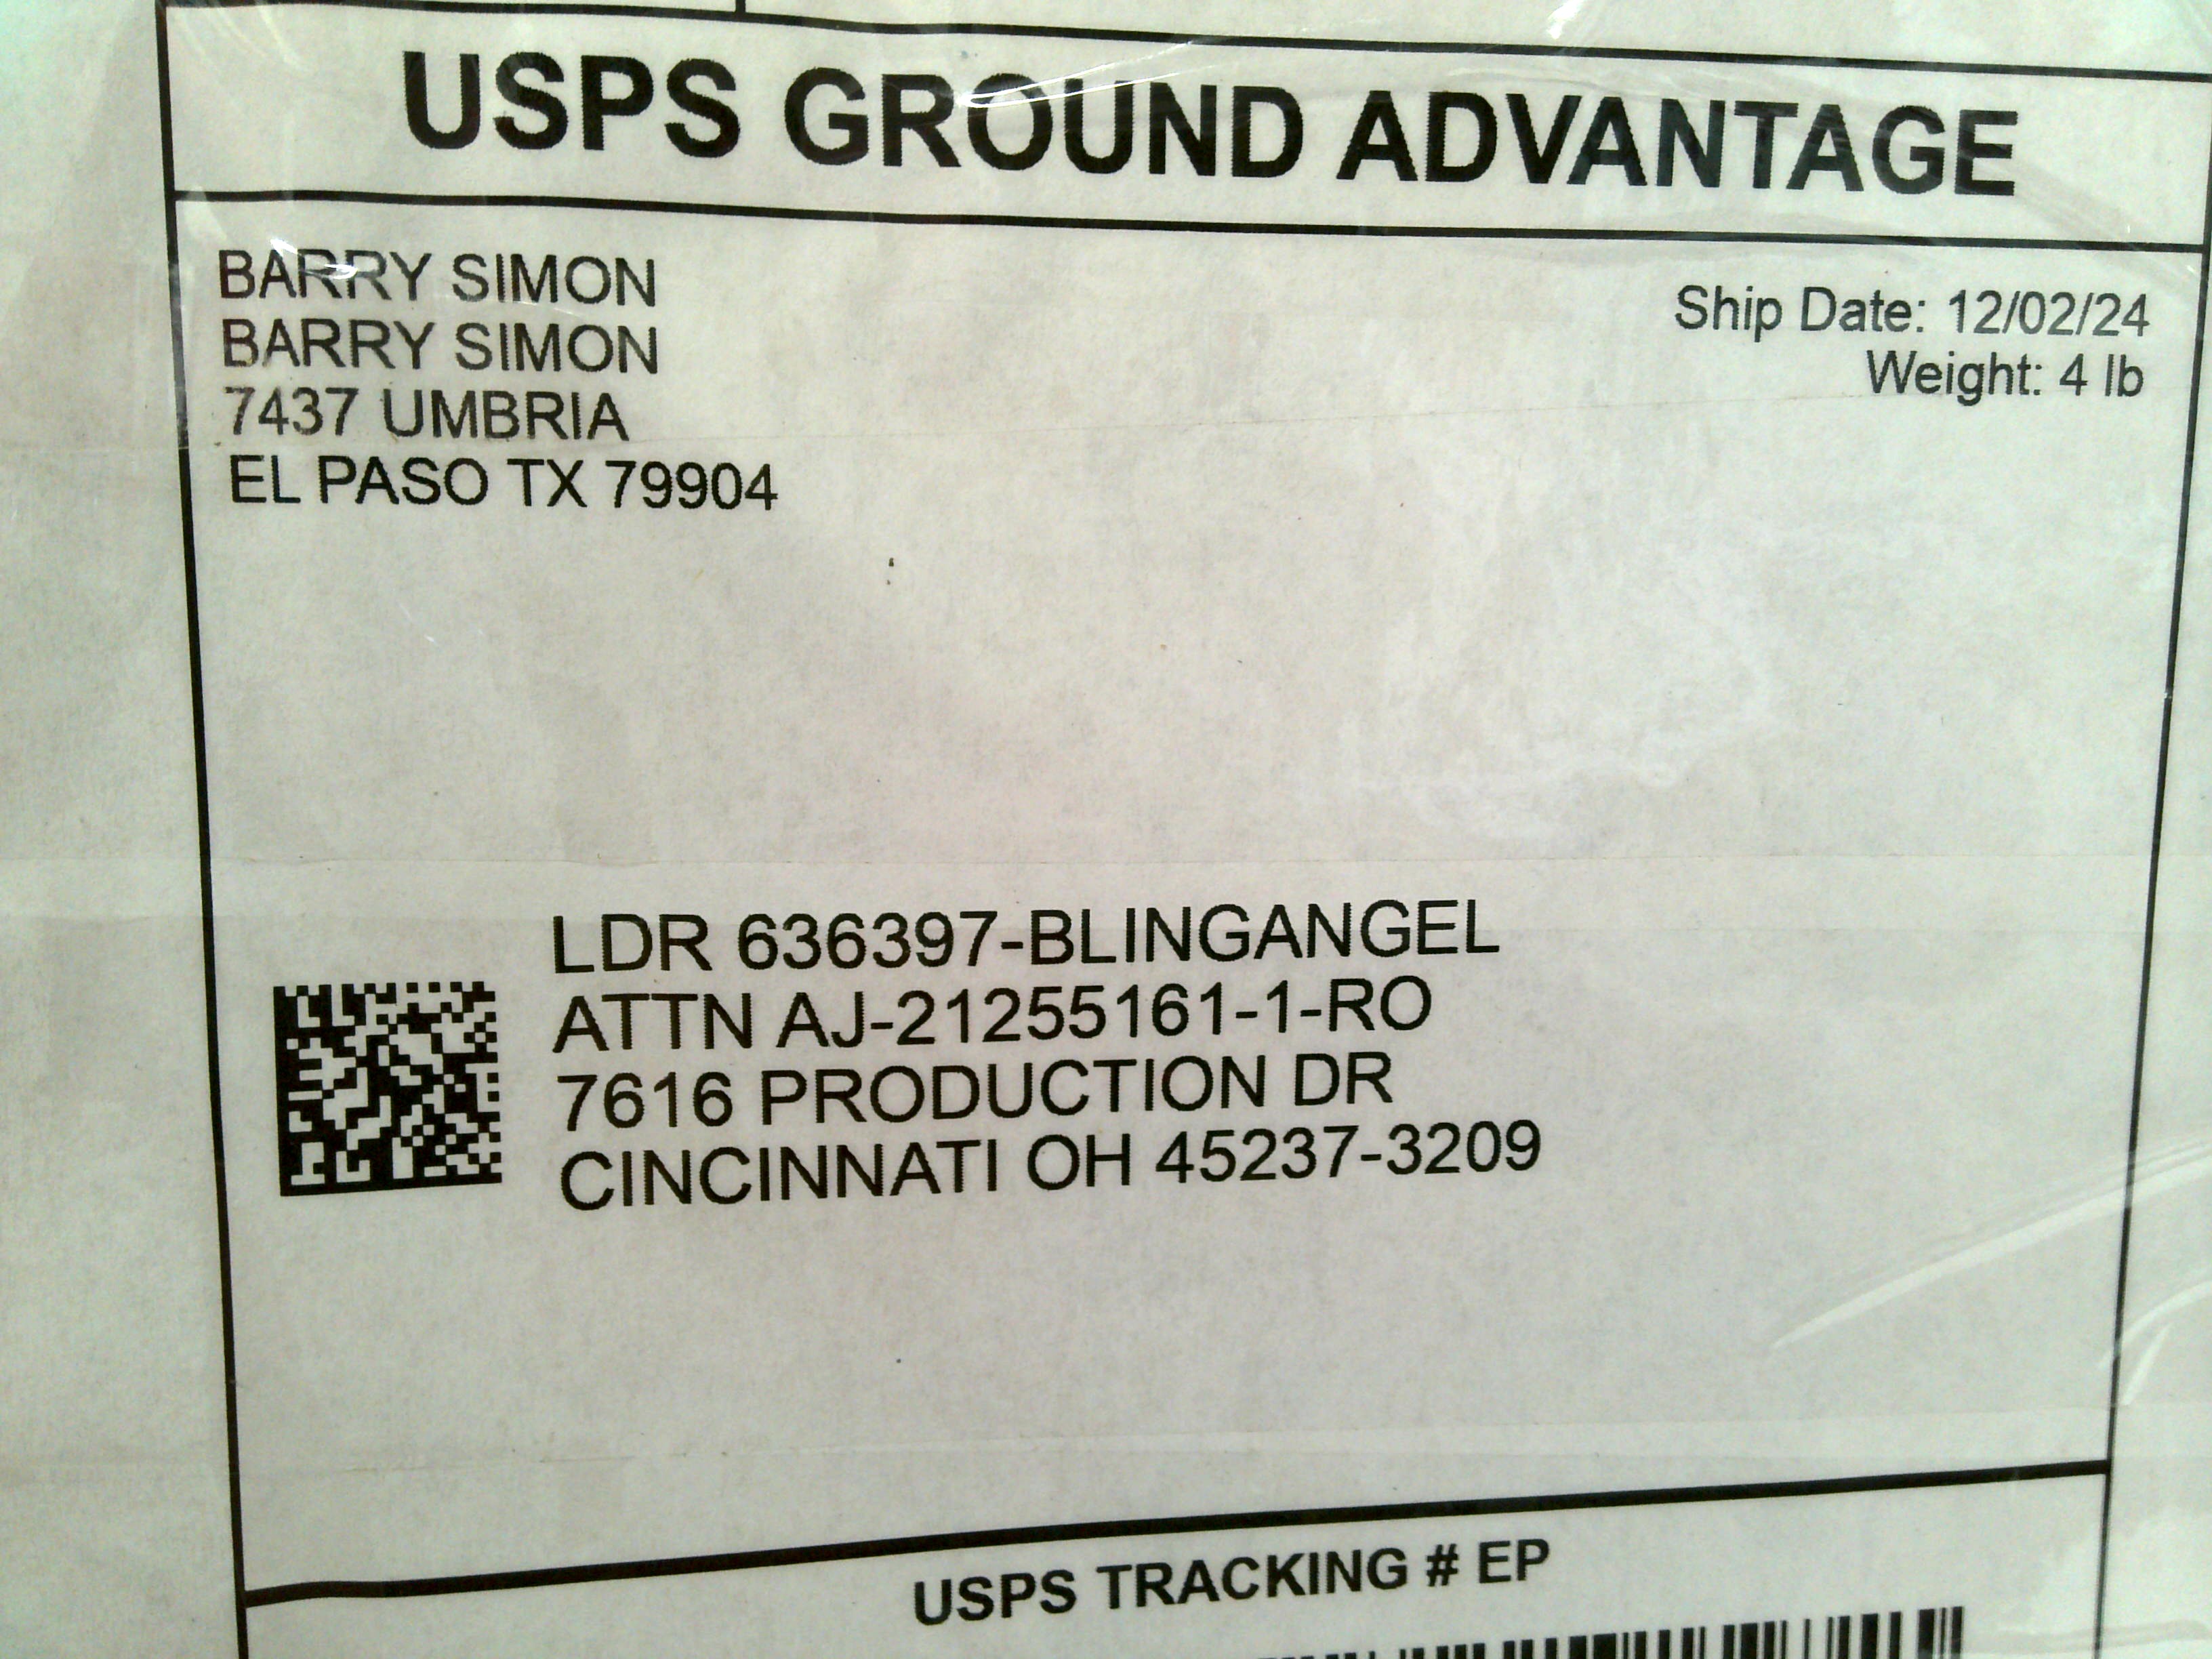 USPS GROUND ADVANTAGE
BARRY SIMON
BARRY SIMON
7437 UMBRIA
EL PASO TX 79904
Ship Date: 12/02/24
Weight: 4 lb
LDR 636397-BLINGANGEL
ATTN AJ-21255161-1-RO
7616 PRODUCTION DR
CINCINNATI OH 45237-3209
USPS TRACKING # EP